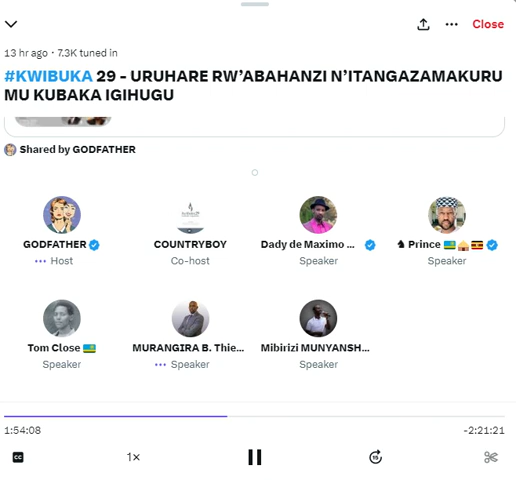 Close
13 hr ago · 7.3K tuned in
#KWIBUKA 29 - URUHARE RW’ABAHANZI N’ITANGAZAMAKURU
MU KUBAKA IGIHUGU
Shared by GODFATHER
GODFATHER COUNTRYBOY Dady de Maximo ... Prince
Host Co-host Speaker Speaker
Tom Close MURANGIRA B. Thie... Mibirizi MUNYANSH...
Speaker Speaker Speaker
1:54:08 -2:21:21
CC 1× 15